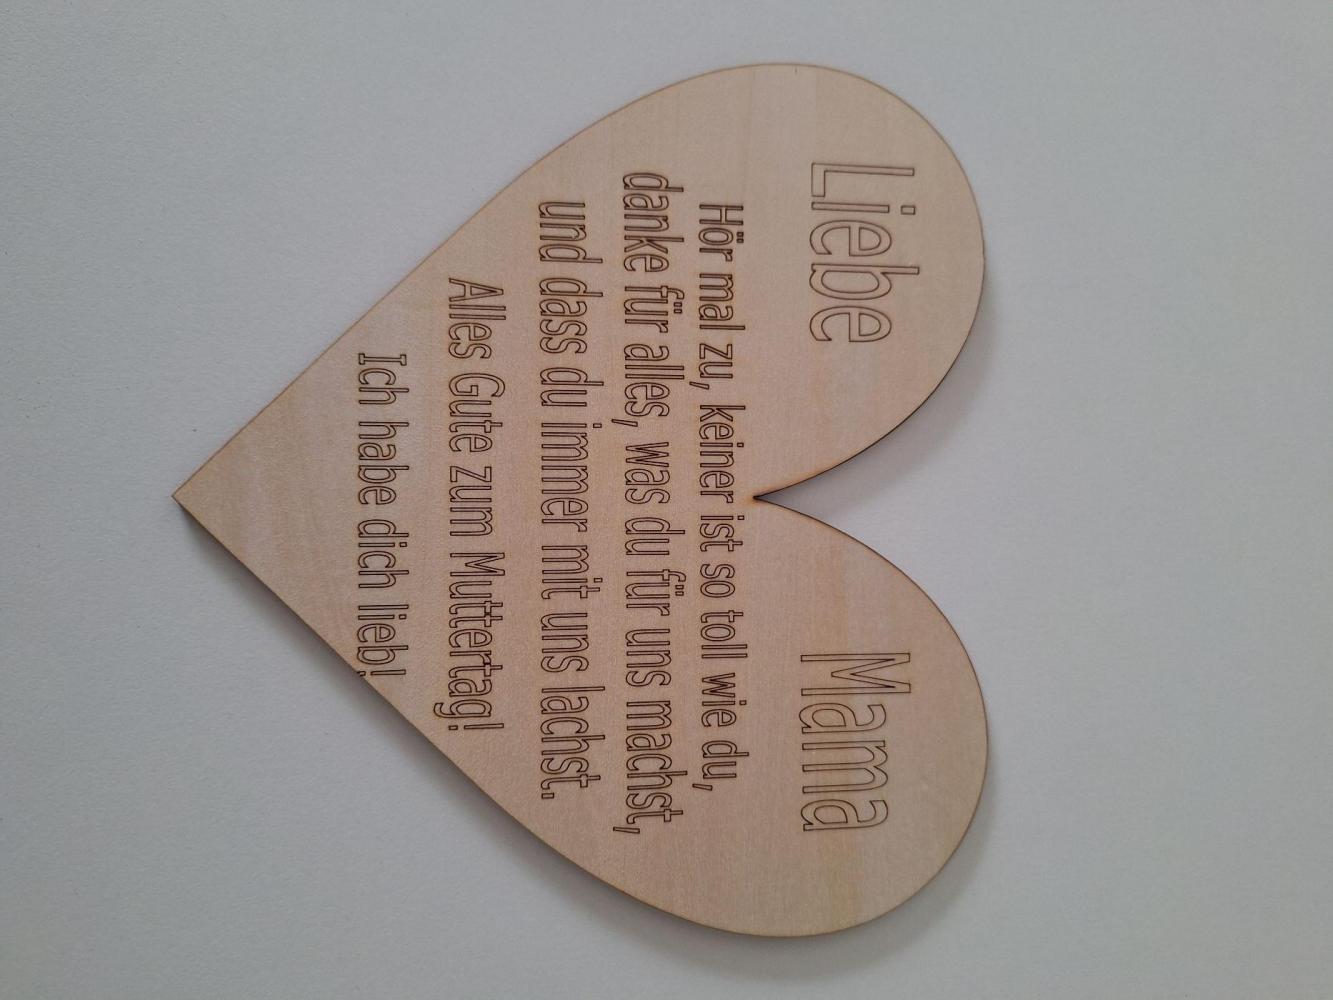 Liebe Mama
Hör mal zu, keiner ist so toll wie du,
danke für alles, was du für uns machst,
und dass du immer mit uns lachst.
Alles Gute zum Muttertag!
Ich habe dich lieb!